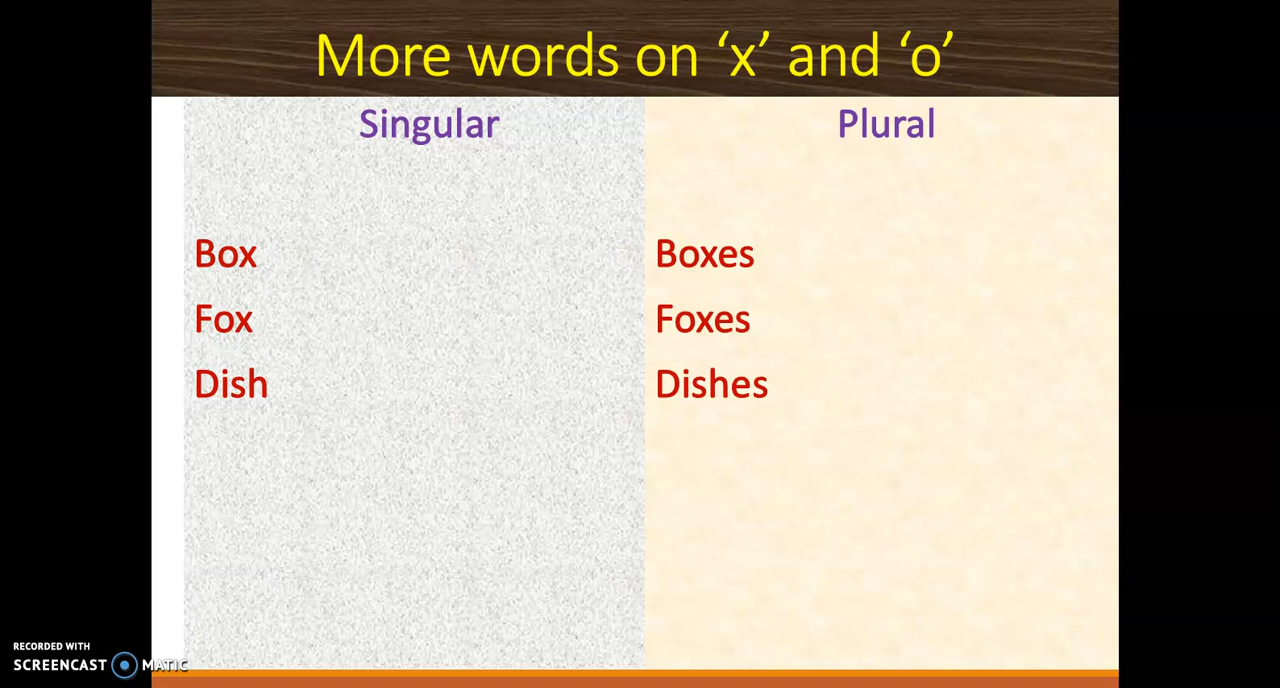 More words on ‘x’ and ‘o’
Singular Plural
Box Boxes
Fox Foxes
Dish Dishes
RECORDED WITH
SCREENCAST MATIC